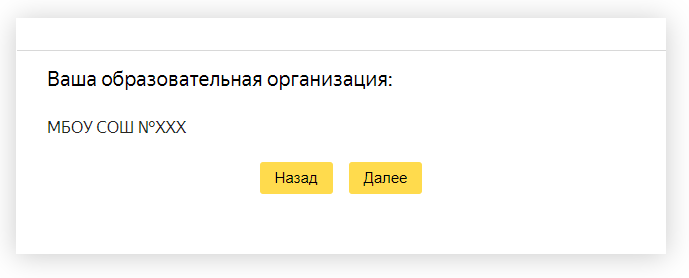 Ваша образовательная организация:
МБОУ СОШ №XXX
Назад Далее